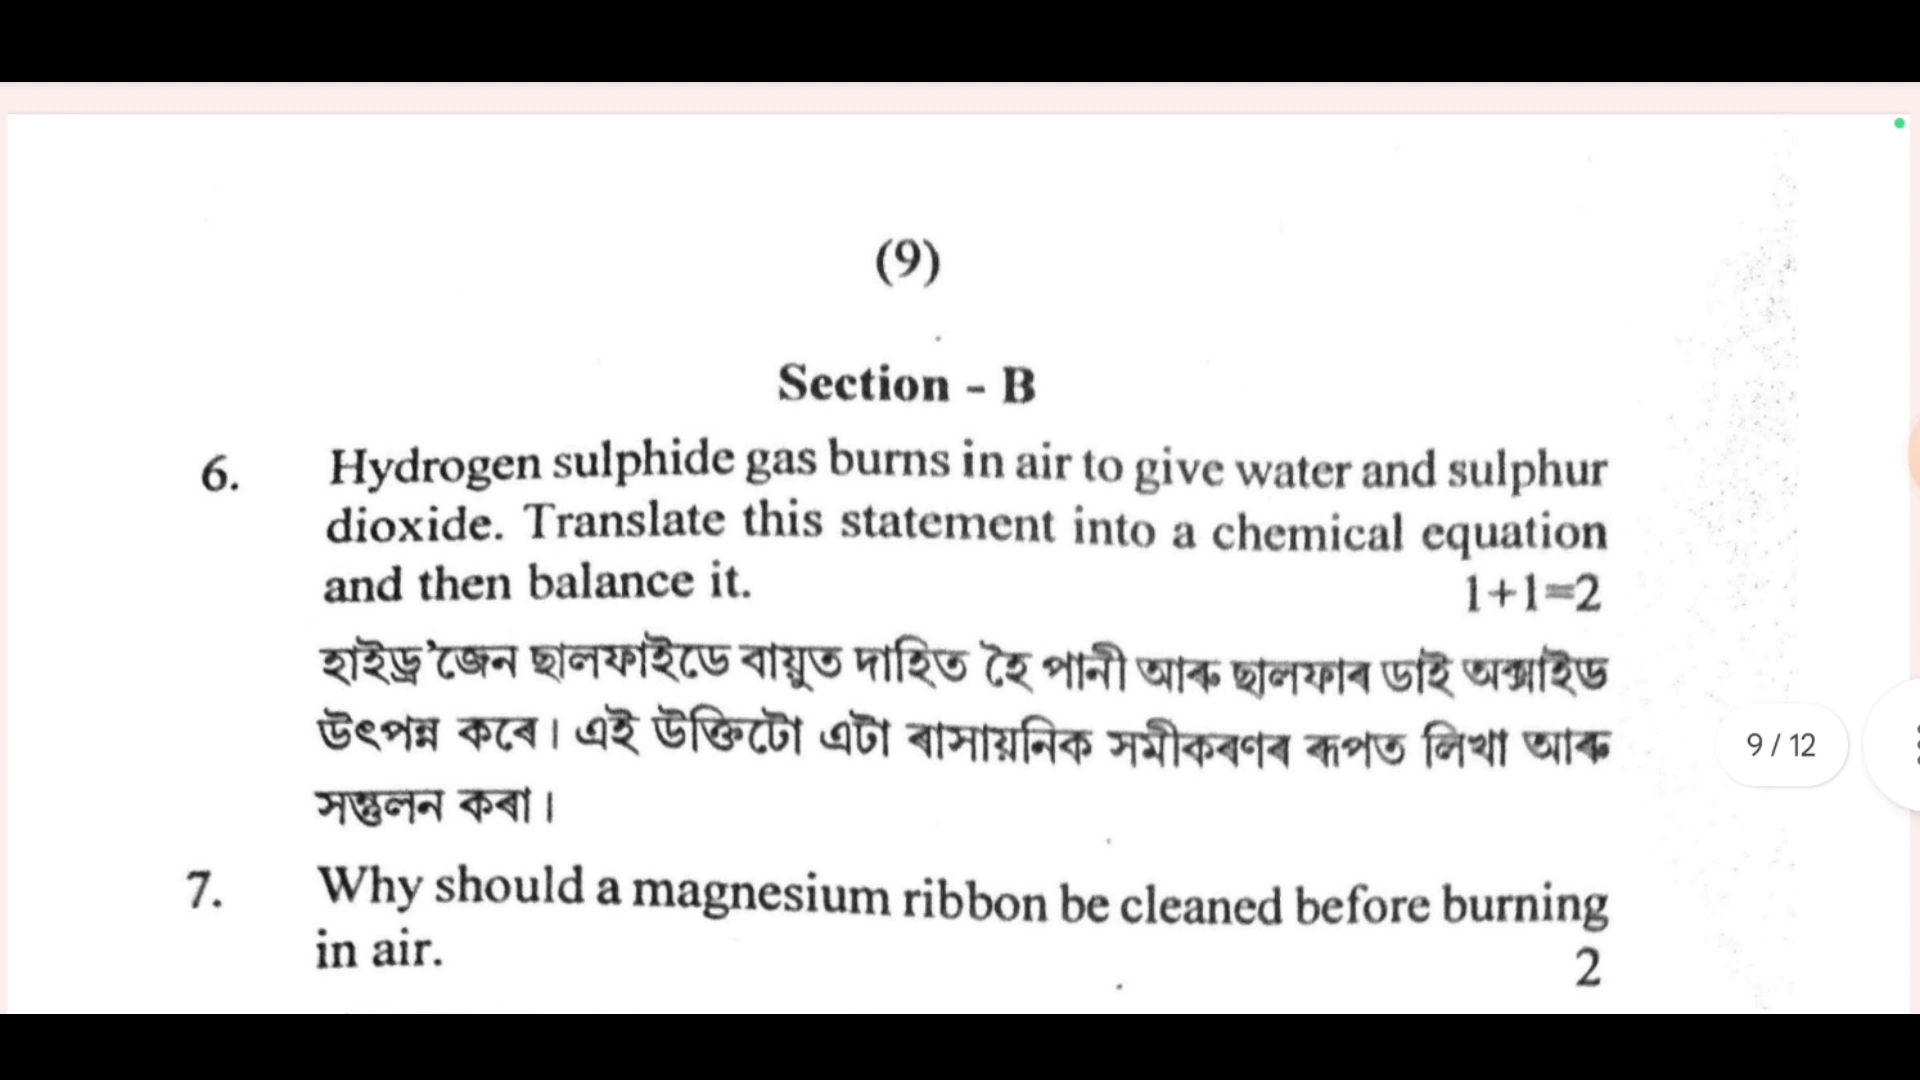 (9)
Section - B
6. Hydrogen sulphide gas burns in air to give water and sulphur
dioxide. Translate this statement into a chemical equation
and then balance it. 1+1=2
হাইড্ৰ'জেন ছালফাইডে বায়ুত দাহিত হৈ পানী আৰু ছালফাৰ ডাই অক্সাইড
উৎপন্ন কৰে। এই উক্তিটো এটা ৰাসায়নিক সমীকৰণৰ ৰূপত লিখা আৰু
সন্তুলন কৰা।
9 / 12
7. Why should a magnesium ribbon be cleaned before burning
in air. 2